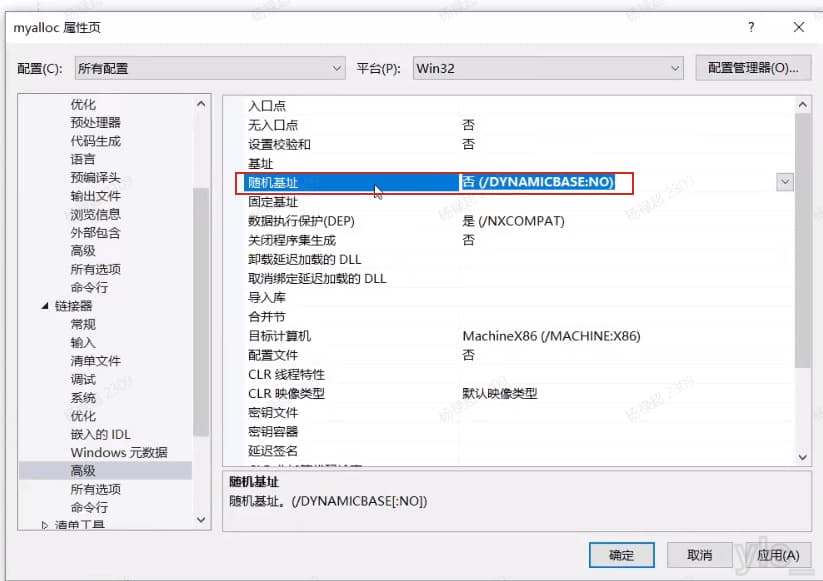 myalloc 属性页
配置(C): 所有配置 平台(P): Win32 配置管理器(O)...
优化
预处理器
代码生成
语言
预编译头
输出文件
浏览信息
外部包含
高级
所有选项
命令行
链接器
常规
输入
清单文件
调试
系统
优化
嵌入的 IDL
Windows 元数据
高级
所有选项
命令行
清单工具
入口点
无入口点 否
设置校验和 否
基址
随机基址 否 (/DYNAMICBASE:NO)
固定基址
数据执行保护(DEP) 是 (/NXCOMPAT)
关闭程序集生成 否
卸载延迟加载的 DLL
取消绑定延迟加载的 DLL
导入库
合并节
目标计算机 MachineX86 (/MACHINE:X86)
配置文件 否
CLR 线程特性
CLR 映像类型 默认映像类型
密钥文件
密钥容器
延迟签名
随机基址
随机基址。(/DYNAMICBASE[:NO])
确定 取消 应用(A)
杨禄超 2309